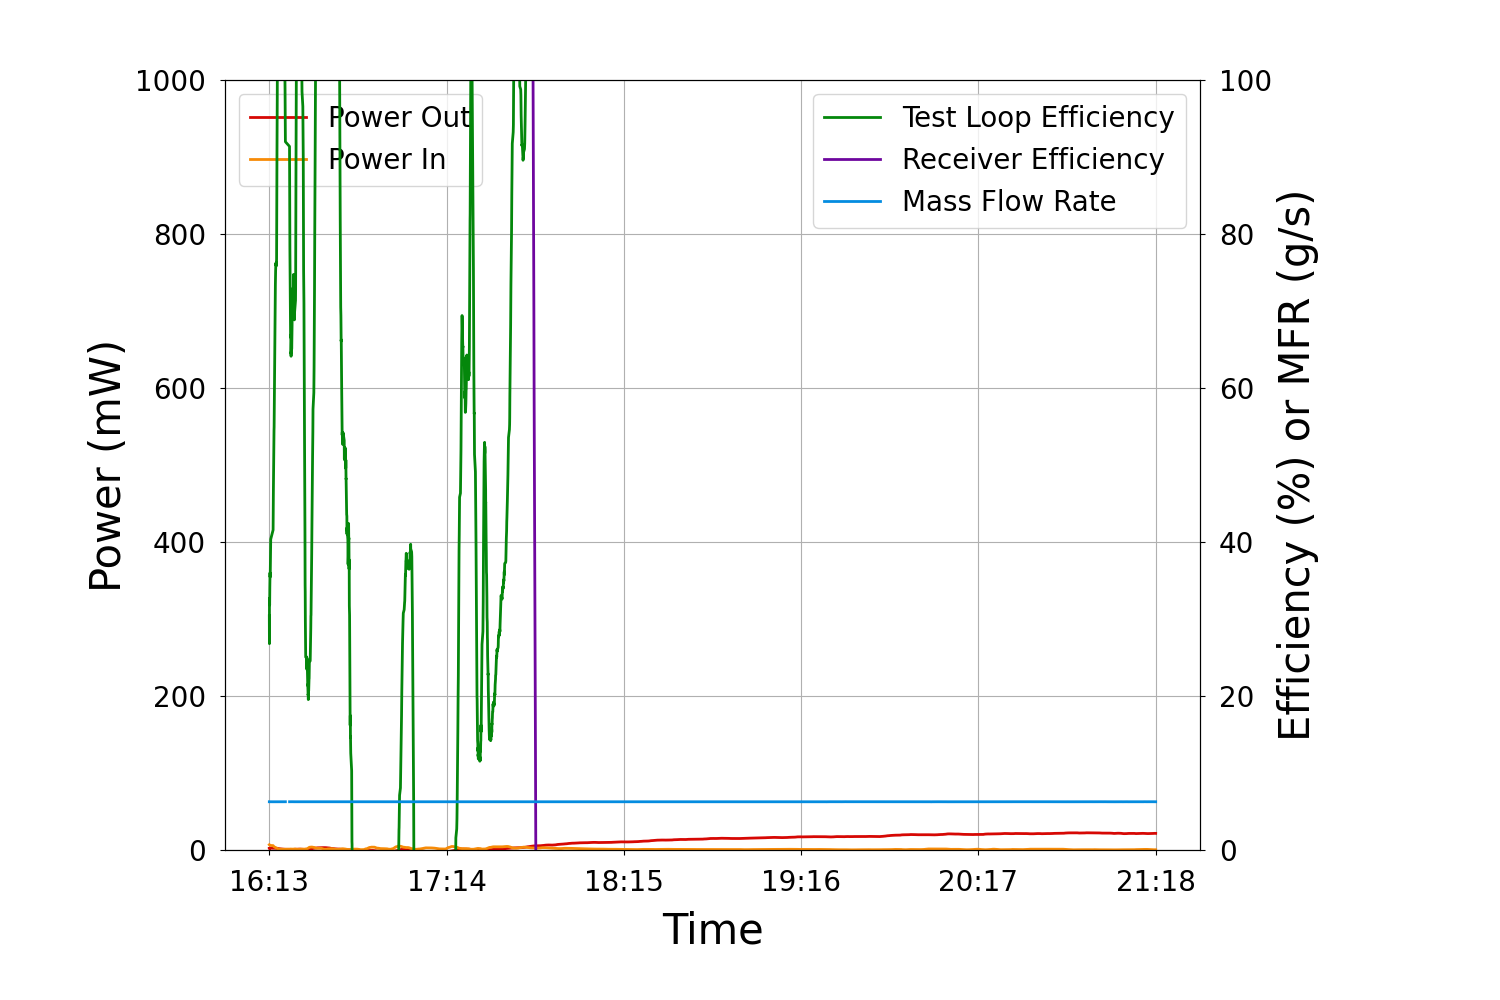 1000
800
600
400
200
0
Power (mW)
Power Out
Power In
Test Loop Efficiency
Receiver Efficiency
Mass Flow Rate
100
80
60
40
20
0
Efficiency (%) or MFR (g/s)
16:13 17:14 18:15 19:16 20:17 21:18
Time